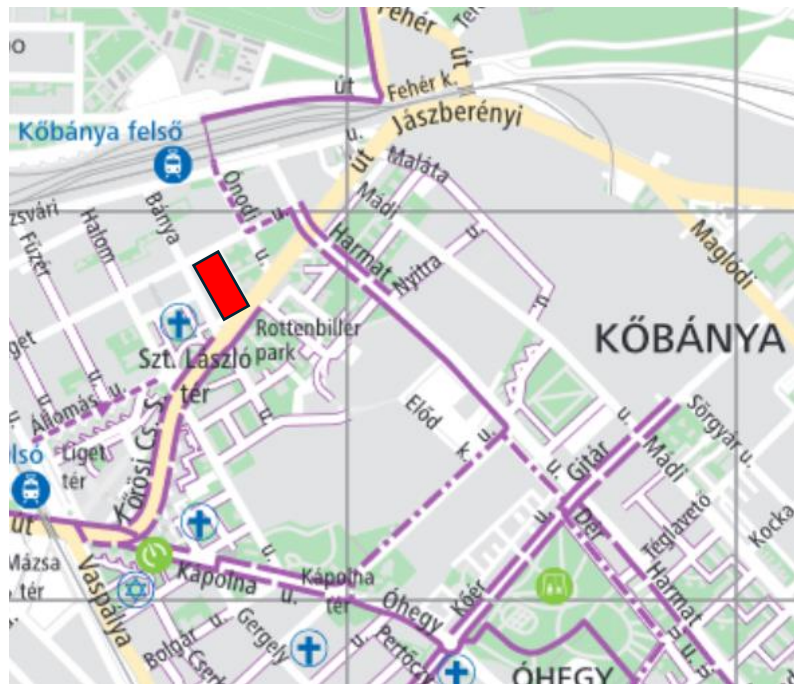 Fehér
út
út
Fehér k.
Jászberényi
Kőbánya felső
u.
út
Maláta
Ónodi
u.
Mádi
zsvári
Bánya
Halom
Füzér
u.
Harmat
Nyitra
u.
Maglódi
u.
u.
Rottenbiller
park
KŐBÁNYA
Szt. László
tér
Állomás u.
u.
u.
Előd
k.
u.
u.
Sörgyár u.
Mádi
Gitár
u.
Liget
tér
Kőrösi Cs. S.
út
u.
Dér
Téglavető
Kocka
Mázsa
tér
Vaspálya
Kápolna
u.
Kápolna
tér
Óhegy
u.
Kőér
Harmat
u.
Bolgár u.
Gergely
u.
u.
ÓHEGY